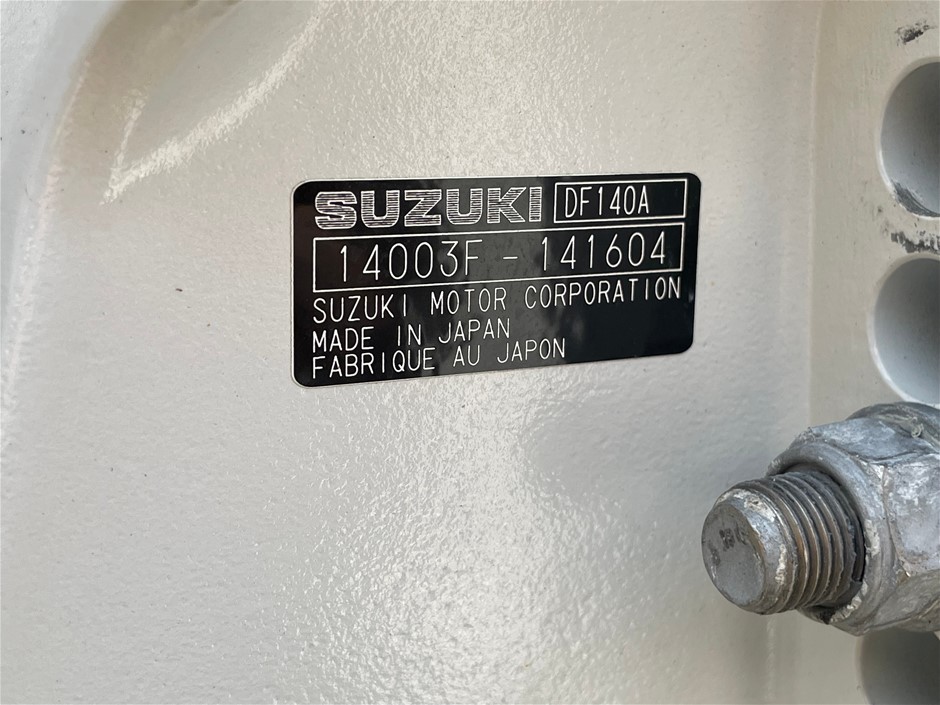 SUZUKI DF140A
14003F - 141604
SUZUKI MOTOR CORPORATION
MADE IN JAPAN
FABRIQUE AU JAPON